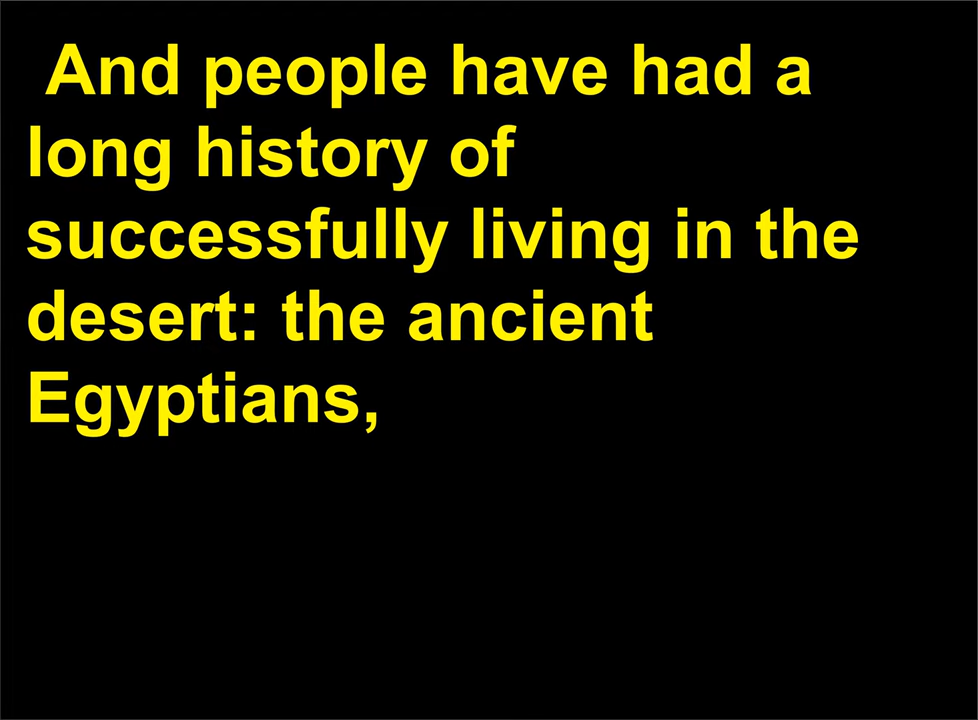 And people have had a
long history of
successfully living in the
desert: the ancient
Egyptians,